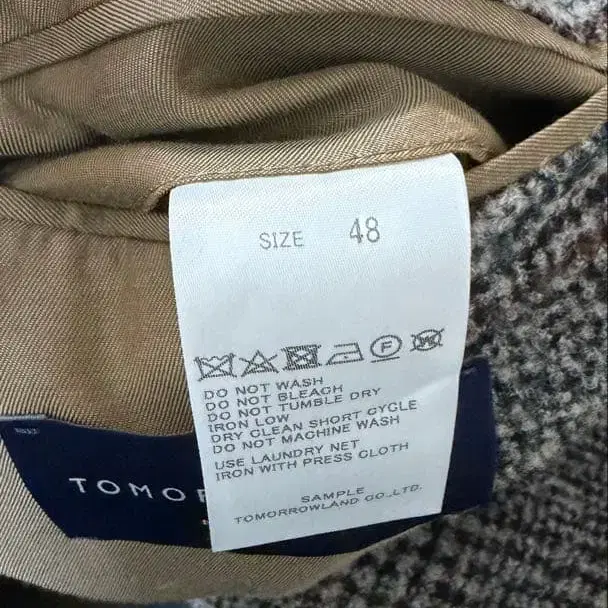 SIZE 48
DO NOT WASH
DO NOT BLEACH
DO NOT TUMBLE DRY
IRON LOW
DRY CLEAN SHORT CYCLE
DO NOT MACHINE WASH
USE LAUNDRY NET
IRON WITH PRESS CLOTH
SAMPLE
TOMORROWLAND CO.,LTD.
TOMOR